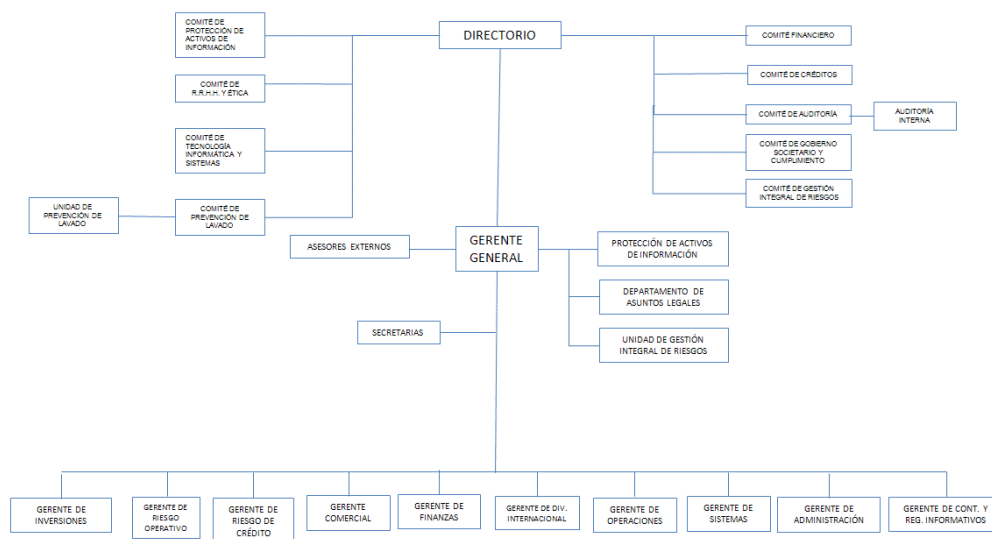 COMITÉ DE
PROTECCIÓN DE
ACTIVOS DE
INFORMACIÓN
DIRECTORIO
COMITÉ FINANCIERO
COMITÉ DE
R.R.H.H. Y ÉTICA
COMITÉ DE CRÉDITOS
COMITÉ DE AUDITORÍA
AUDITORÍA
INTERNA
COMITÉ DE
TECNOLOGÍA
INFORMÁTICA Y
SISTEMAS
COMITÉ DE GOBIERNO
SOCIETARIO Y
CUMPLIMIENTO
COMITÉ DE GESTIÓN
INTEGRAL DE RIESGOS
UNIDAD DE
PREVENCIÓN DE
LAVADO
COMITÉ DE
PREVENCIÓN DE
LAVADO
ASESORES EXTERNOS
GERENTE
GENERAL
PROTECCIÓN DE ACTIVOS
DE INFORMACIÓN
DEPARTAMENTO DE
ASUNTOS LEGALES
SECRETARIAS
UNIDAD DE GESTIÓN
INTEGRAL DE RIESGOS
GERENTE DE
INVERSIONES
GERENTE DE
RIESGO
OPERATIVO
GERENTE DE
RIESGO DE
CRÉDITO
GERENTE
COMERCIAL
GERENTE DE
FINANZAS
GERENTE DE DIV.
INTERNACIONAL
GERENTE DE
OPERACIONES
GERENTE DE
SISTEMAS
GERENTE DE
ADMINISTRACIÓN
GERENTE DE CONT. Y
REG. INFORMATIVOS